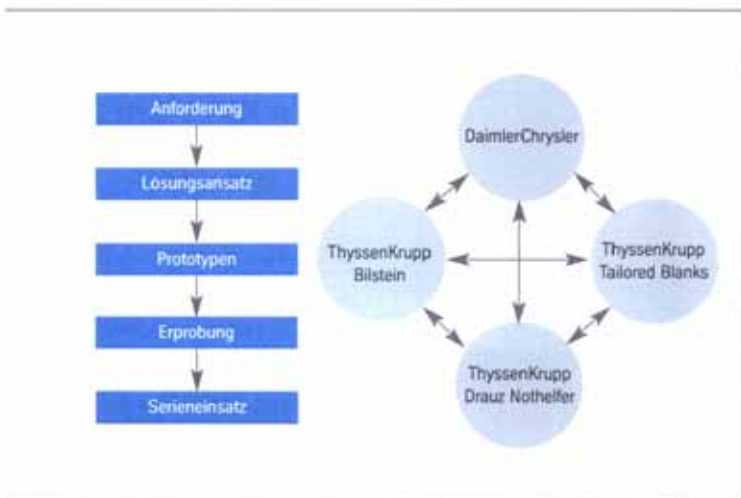 Anforderung
Lösungsansatz
Prototypen
Erprobung
Serieneinsatz
DaimlerChrysler
ThyssenKrupp
Bilstein
ThyssenKrupp
Tailored Blanks
ThyssenKrupp
Drauz Nothelfer